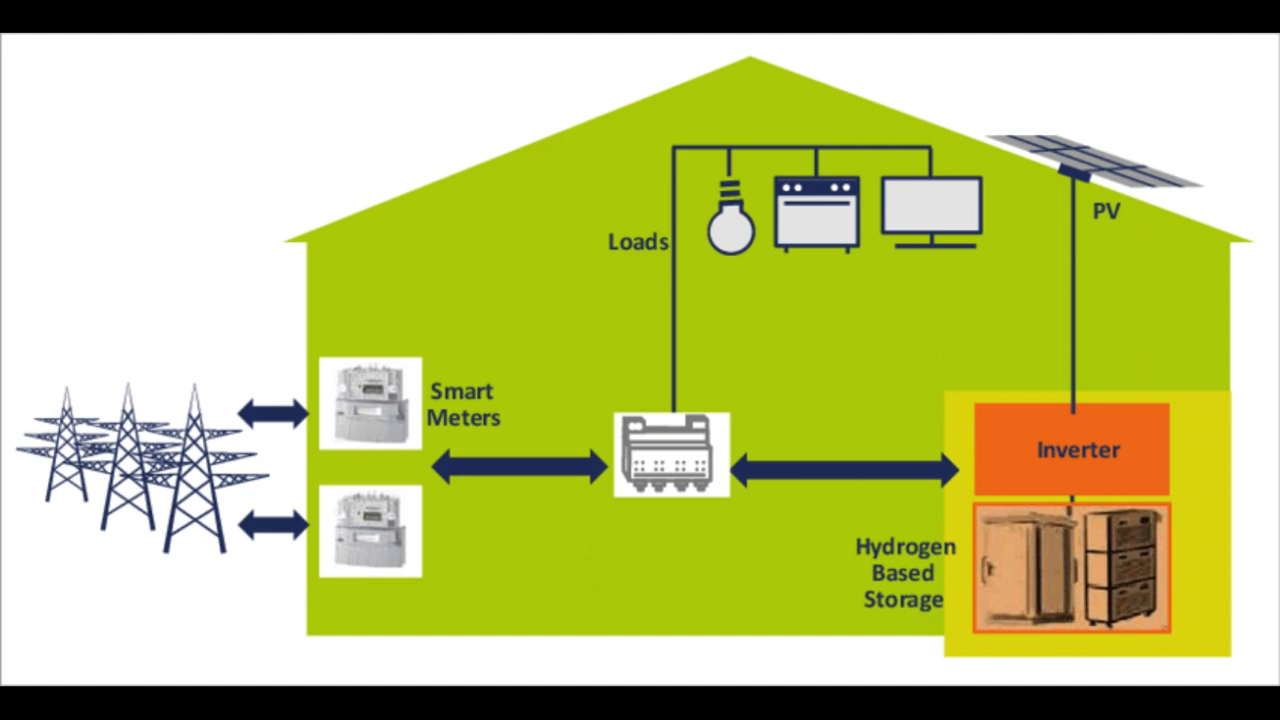 PV
Loads
Smart
Meters
Inverter
Hydrogen
Based
Storage